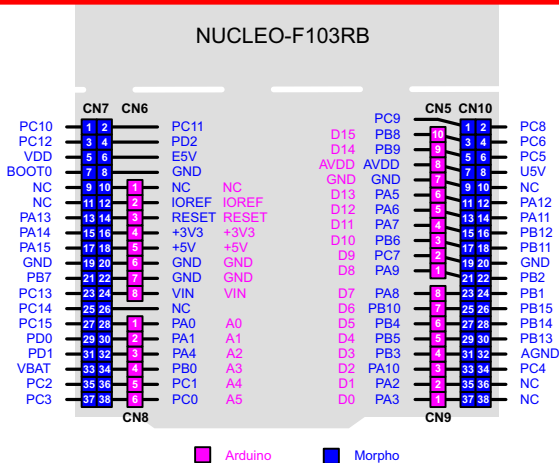 NUCLEO-F103RB
CN7 CN6 CN5 CN10
PC9
PC10 1 2 PC11 D15 PB8 10 1 2 PC8
PC12 3 4 PD2 D14 PB9 9 3 4 PC6
VDD 5 6 E5V AVDD AVDD 8 5 6 PC5
BOOT0 7 8 GND GND GND 7 7 8 U5V
NC 9 10 1 NC NC D13 PA5 6 9 10 NC
NC 11 12 2 IOREF IOREF D12 PA6 5 11 12 PA12
PA13 13 14 3 RESET RESET D11 PA7 4 13 14 PA11
PA14 15 16 4 +3V3 +3V3 D10 PB6 3 15 16 PB12
PA15 17 18 5 +5V +5V D9 PC7 2 17 18 PB11
GND 19 20 6 GND GND D8 PA9 1 19 20 GND
PB7 21 22 7 GND GND 21 22 PB2
PC13 23 24 8 VIN VIN D7 PA8 8 23 24 PB1
PC14 25 26 NC D6 PB10 7 25 26 PB15
PC15 27 28 1 PA0 A0 D5 PB4 6 27 28 PB14
PD0 29 30 2 PA1 A1 D4 PB5 5 29 30 PB13
PD1 31 32 3 PA4 A2 D3 PB3 4 31 32 AGND
VBAT 33 34 4 PB0 A3 D2 PA10 3 33 34 PC4
PC2 35 36 5 PC1 A4 D1 PA2 2 35 36 NC
PC3 37 38 6 PC0 A5 D0 PA3 1 37 38 NC
CN8 CN9
Arduino Morpho